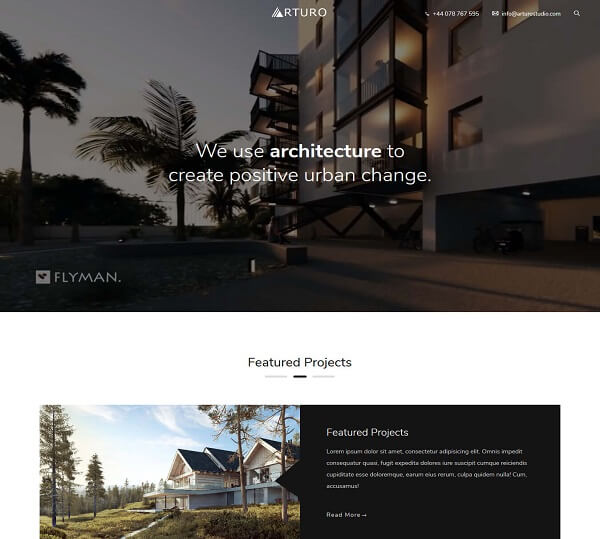 ARTURO
+44 078 767 595
info@arturostudio.com
We use architecture to
create positive urban change.
FLYMAN.
Featured Projects
Featured Projects
Lorem ipsum dolor sit amet, consectetur adipisicing elit. Omnis impedit
consequatur quasi, fugit expedita dolores iure suscipit cumque reiciendis
cupiditate esse doloremque, earum eius rerum, culpa quidem nulla! Cum,
accusamus!
Read More→